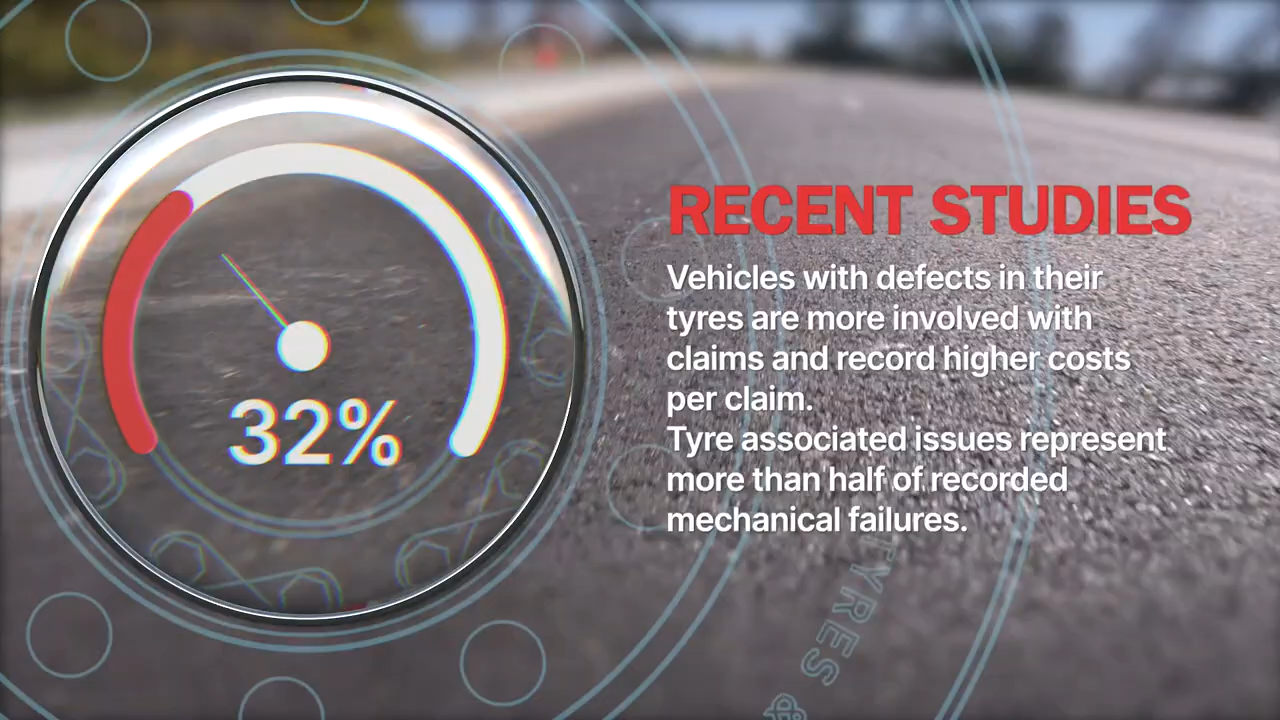 RECENT STUDIES
Vehicles with defects in their
tyres are more involved with
claims and record higher costs
per claim.
Tyre associated issues represent
more than half of recorded
mechanical failures.
32%
TYRES &